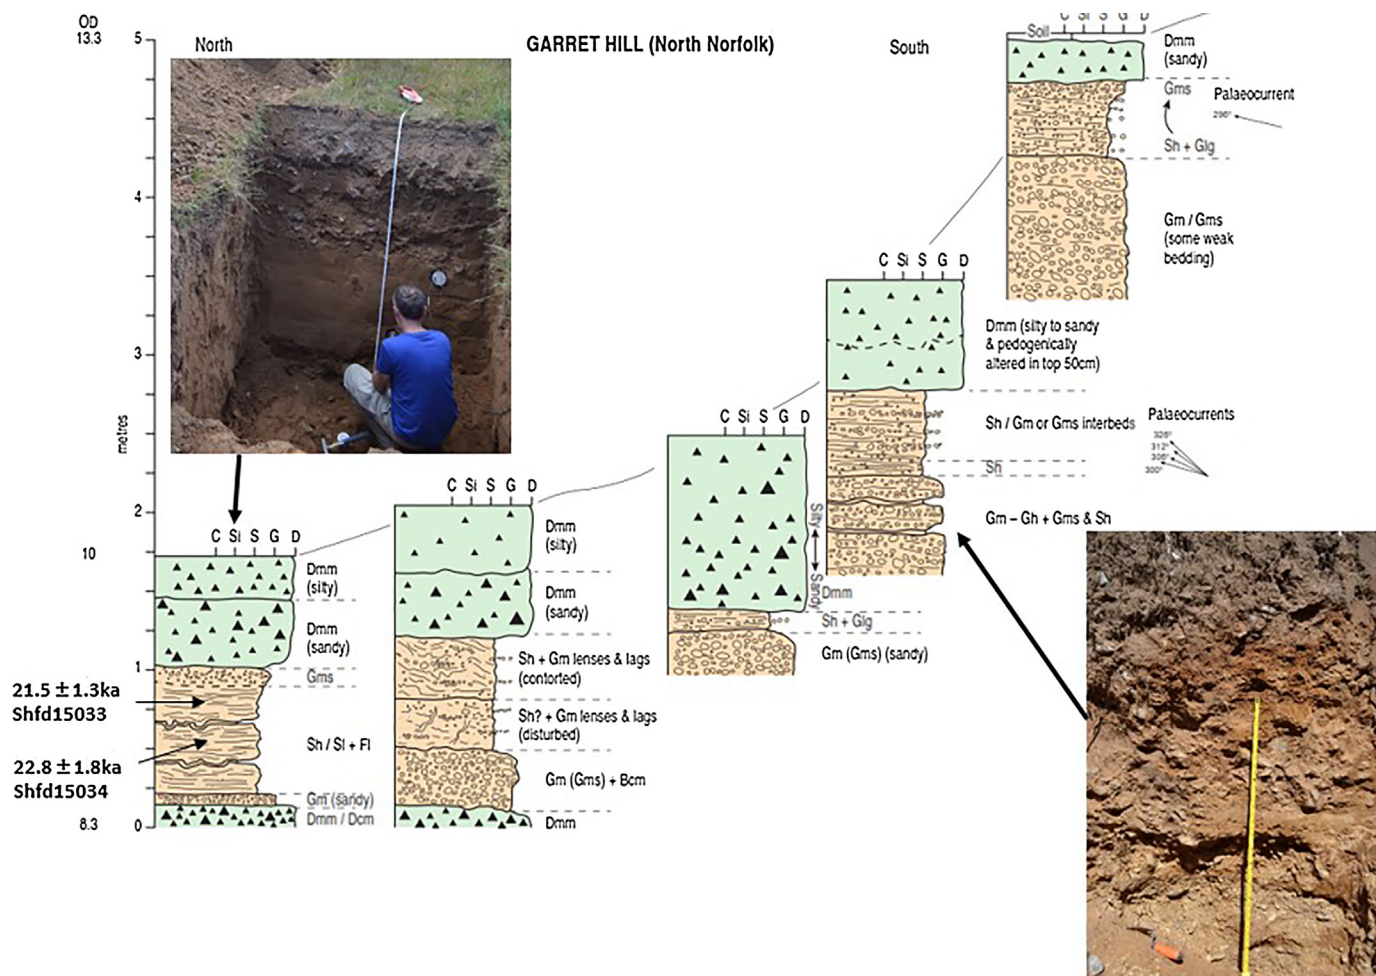 OD
13.3
5
North
GARRET HILL (North Norfolk)
South
C Si S G D
Soil
Dmm
(sandy)
Gms
Palaeocurrent
296°
Sh + Glg
4
Gm / Gms
(some weak
bedding)
C Si S G D
3
Dmm (silty to sandy
& pedogenically
altered in top 50cm)
metres
C Si S G D
Sh / Gm or Gms interbeds
Palaeocurrents
326°
312°
306°
300°
Sh
Gm – Gh + Gms & Sh
2
C Si S G D
Silty
Sandy
Dmm
Sh + Glg
Gm (Gms) (sandy)
Dmm
(silty)
Dmm
(sandy)
Sh + Gm lenses & lags
(contorted)
Sh? + Gm lenses & lags
(disturbed)
Gm (Gms) + Bcm
Dmm
10
C Si S G D
Dmm
(silty)
Dmm
(sandy)
1
Gms
21.5 ± 1.3ka
Shfd15033
Sh / Sl + Fl
22.8 ± 1.8ka
Shfd15034
Gm (sandy)
Dmm / Dcm
8.3
0